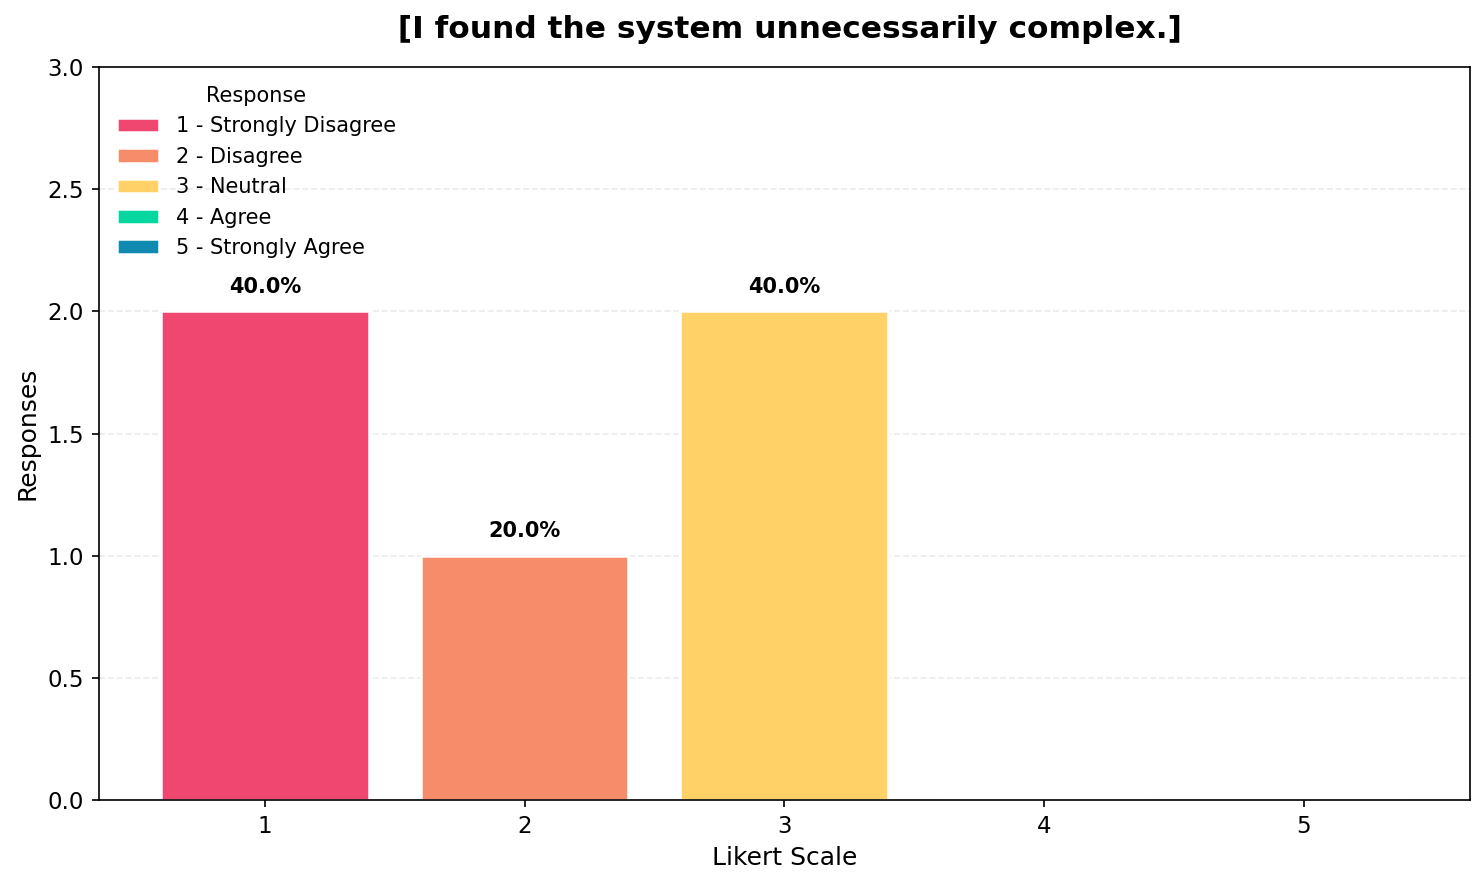 [I found the system unnecessarily complex.]
3.0
Response
1 - Strongly Disagree
2 - Disagree
3 - Neutral
2.5
4 - Agree
5 - Strongly Agree
40.0%
40.0%
2.0
Responses
1.5
20.0%
1.0
0.5
0.0
1
2
3
4
5
Likert Scale